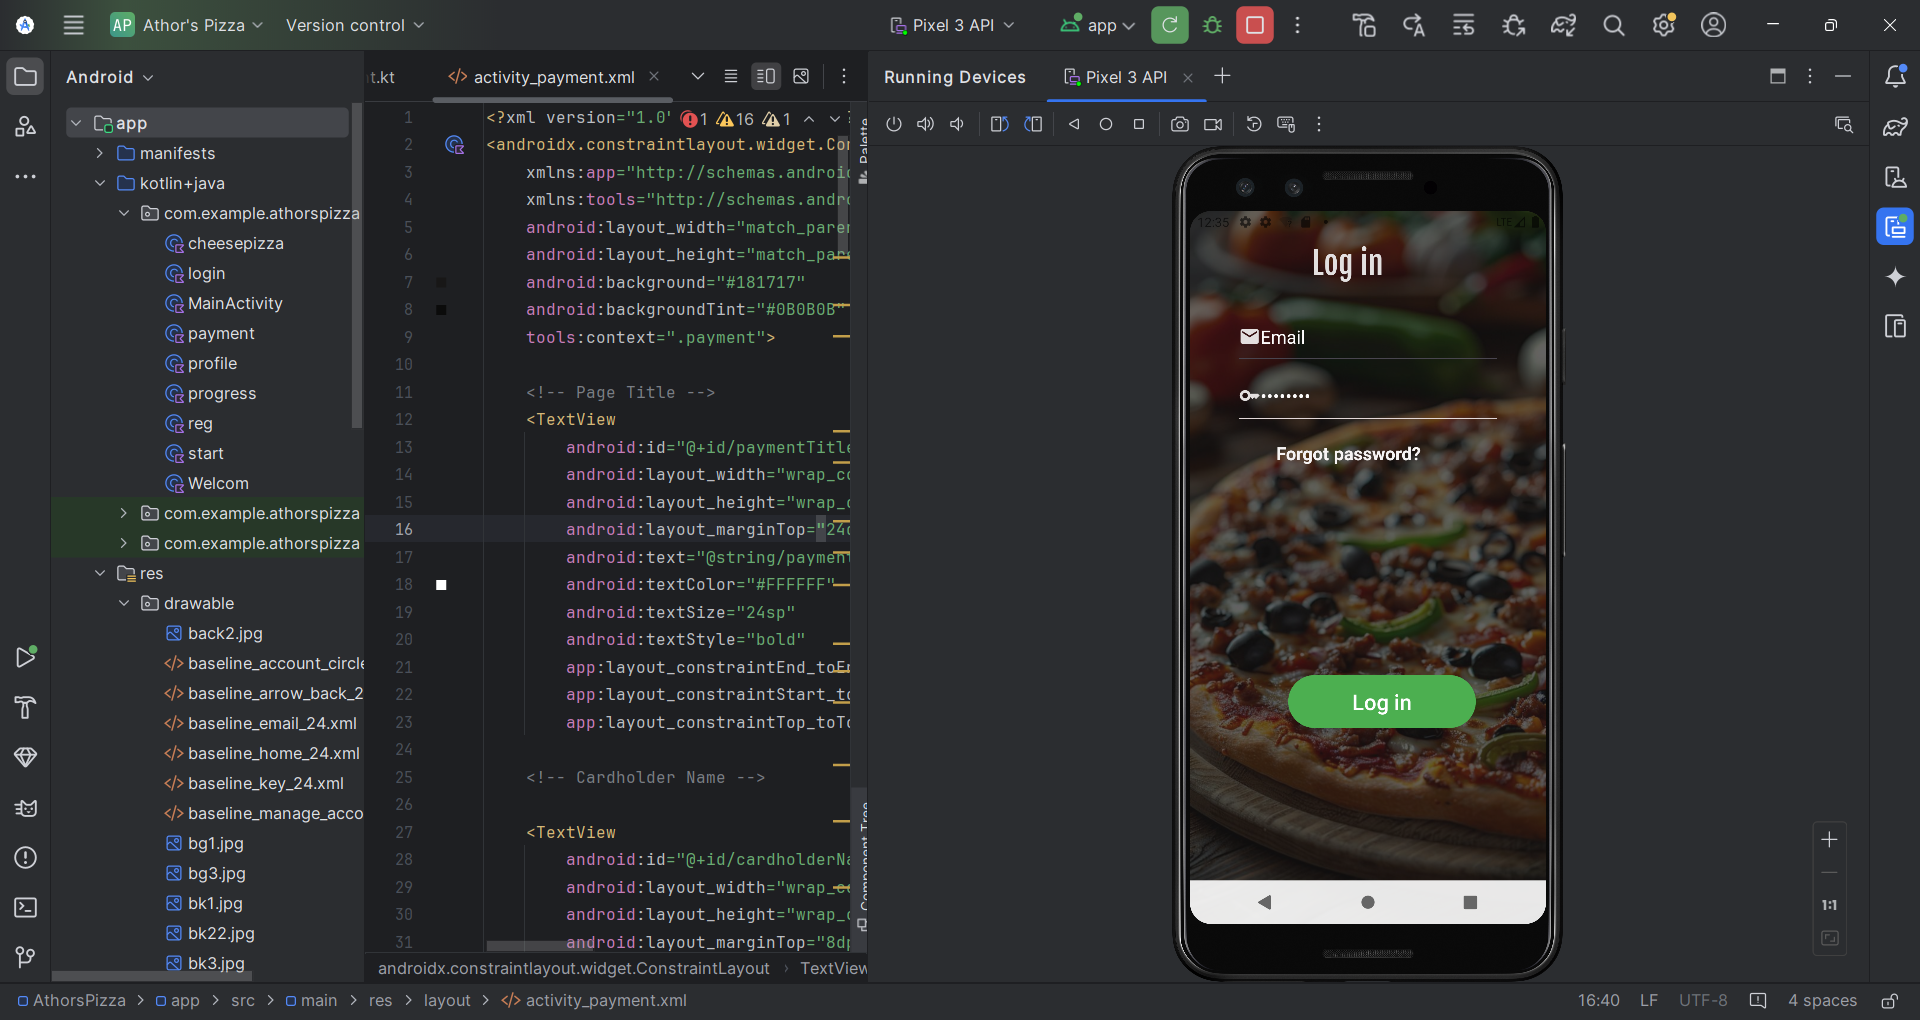 AP Athor's Pizza
Version control
Pixel 3 API
app
Android
app
manifests
kotlin+java
com.example.athorspizza
cheesepizza
login
MainActivity
payment
profile
progress
reg
start
Welcom
com.example.athorspizza
com.example.athorspizza
res
drawable
back2.jpg
baseline_account_circle
baseline_arrow_back_2
baseline_email_24.xml
baseline_home_24.xml
baseline_key_24.xml
baseline_manage_acco
bg1.jpg
bg3.jpg
bk1.jpg
bk22.jpg
bk3.jpg
t.kt
activity_payment.xml
1 <?xml version="1.0" 1 16 1
2 <androidx.constraintlayout.widget.Con
3 xmlns:app="http://schemas.androi
4 xmlns:tools="http://schemas.andr
5 android:layout_width="match_pare
6 android:layout_height="match_par
7 android:background="#181717"
8 android:backgroundTint="#0B0B0B"
9 tools:context=".payment">
10
11 <!-- Page Title -->
12 <TextView
13 android:id="@+id/paymentTitle
14 android:layout_width="wrap_co
15 android:layout_height="wrap_c
16 android:layout_marginTop="24d
17 android:text="@string/payment
18 android:textColor="#FFFFFF"
19 android:textSize="24sp"
20 android:textStyle="bold"
21 app:layout_constraintEnd_toEn
22 app:layout_constraintStart_to
23 app:layout_constraintTop_toTo
24
25 <!-- Cardholder Name -->
26
27 <TextView
28 android:id="@+id/cardholderNa
29 android:layout_width="wrap_co
30 android:layout_height="wrap_c
31 android:layout_marginTop="8dp
Palette
Component Tree
androidx.constraintlayout.widget.ConstraintLayout
TextView
Running Devices
Pixel 3 API
12:35
LTE
Log in
Email
Forgot password?
Log in
1:1
AthorsPizza > app > src > main > res > layout > activity_payment.xml
16:40
LF
UTF-8
4 spaces